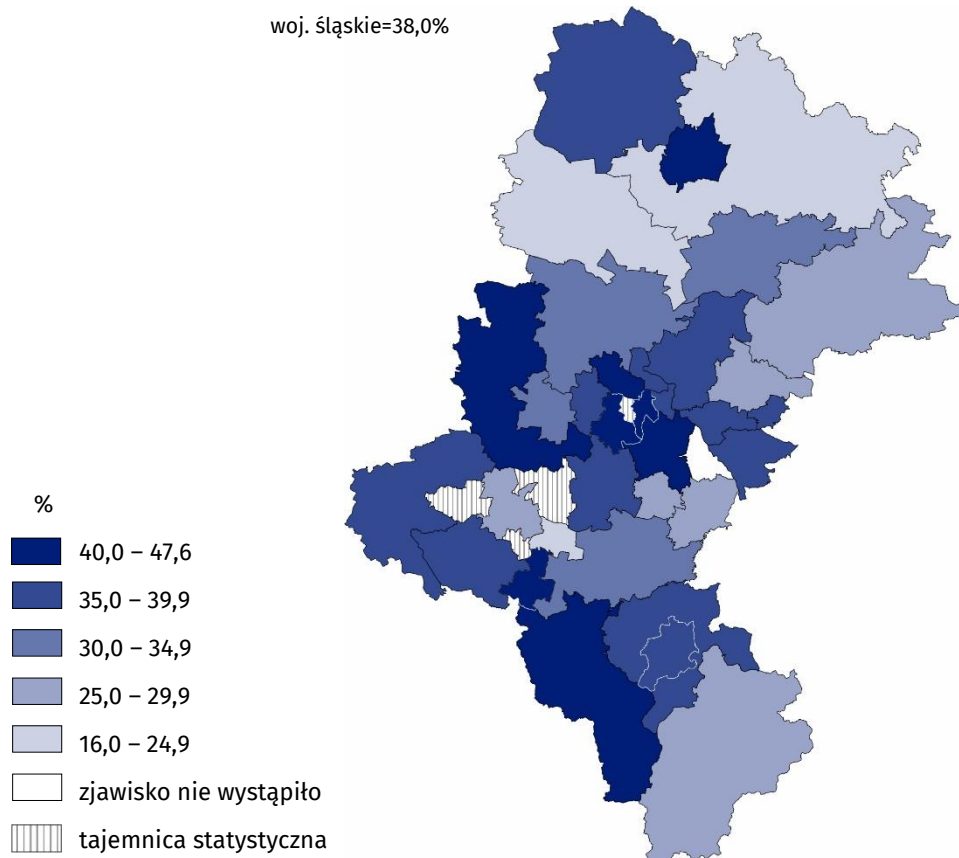 woj. śląskie=38,0%
%
40,0 – 47,6
35,0 – 39,9
30,0 – 34,9
25,0 – 29,9
16,0 – 24,9
zjawisko nie wystąpiło
tajemnica statystyczna